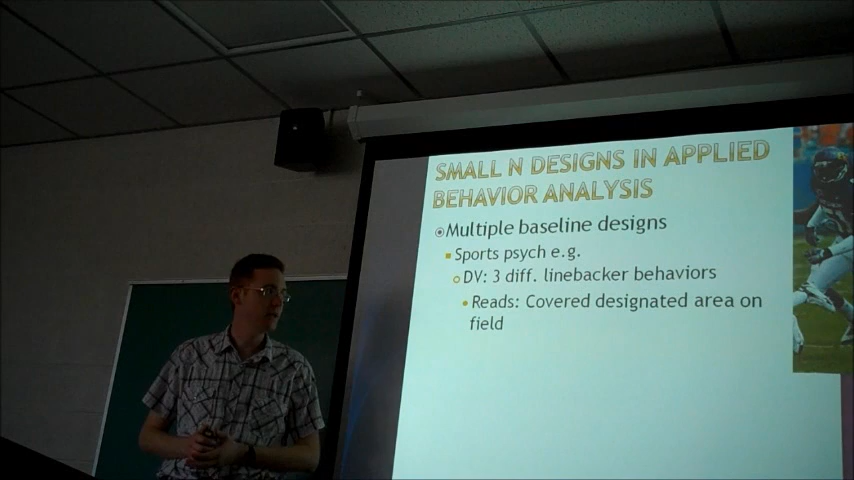 SMALL N DESIGNS IN APPLIED
BEHAVIOR ANALYSIS
Multiple baseline designs
Sports psych e.g.
DV: 3 diff. linebacker behaviors
Reads: Covered designated area on
field